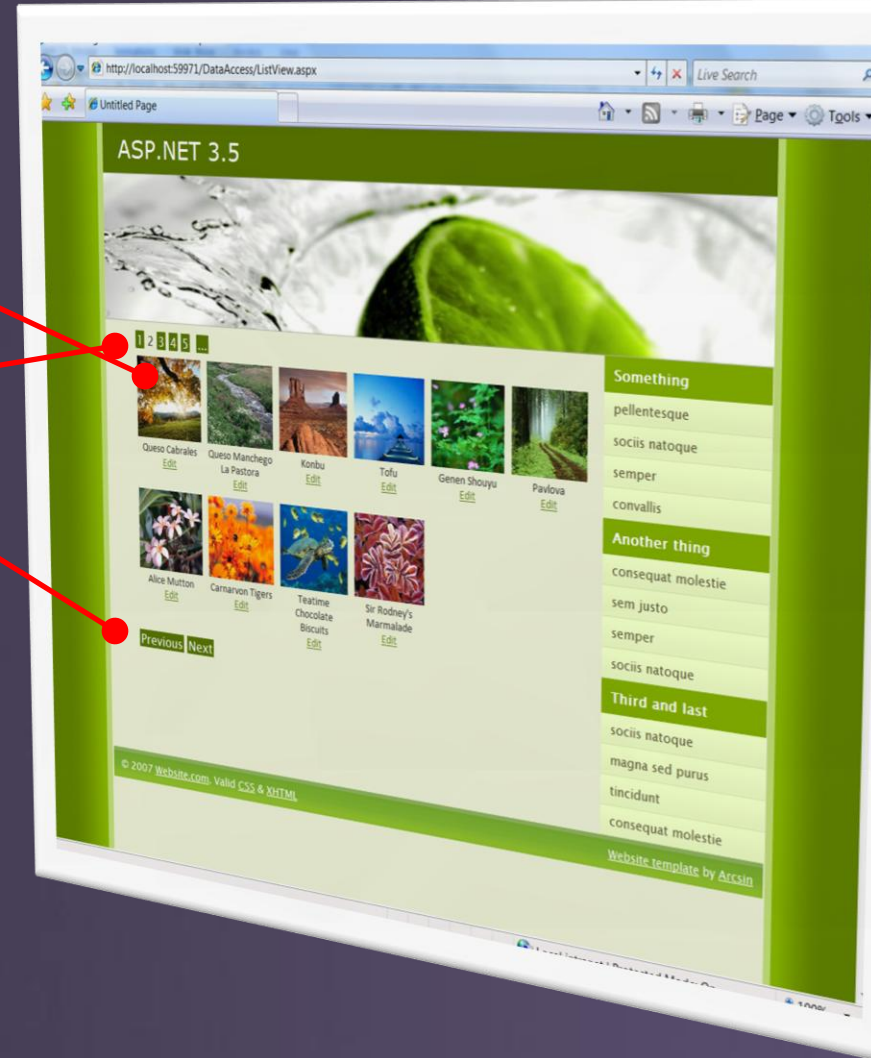 http://localhost:59971/DataAccess/ListView.aspx
Live Search
Untitled Page
Page
Tools
ASP.NET 3.5
1 2 3 4 5 ...
Queso Cabrales
Edit
Queso Manchego
La Pastora
Edit
Konbu
Edit
Tofu
Edit
Genen Shouyu
Edit
Pavlova
Edit
Alice Mutton
Edit
Carnarvon Tigers
Edit
Teatime
Chocolate
Biscuits
Edit
Sir Rodney's
Marmalade
Edit
Previous Next
Something
pellentesque
sociis natoque
semper
convallis
Another thing
consequat molestie
sem justo
semper
sociis natoque
Third and last
sociis natoque
magna sed purus
tincidunt
consequat molestie
© 2007 Website.com. Valid CSS & XHTML
Website template by Arcsin
100%